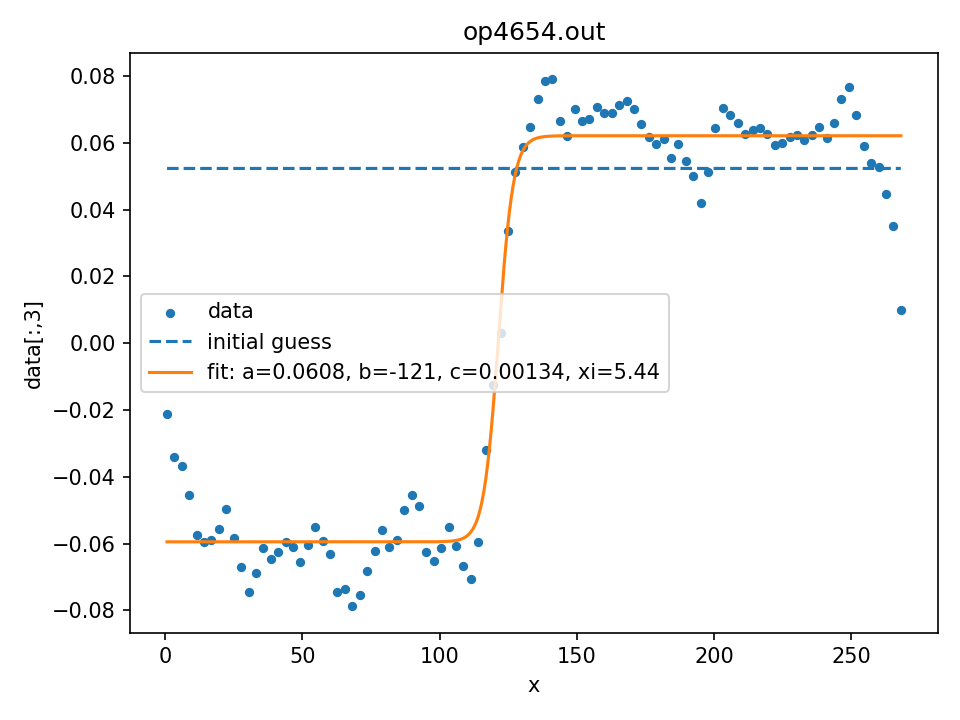 op4654.out
0.08
0.06
0.04
0.02
0.00
−0.02
−0.04
−0.06
−0.08
data[:,3]
data
initial guess
fit: a=0.0608, b=-121, c=0.00134, xi=5.44
0 50 100 150 200 250
x